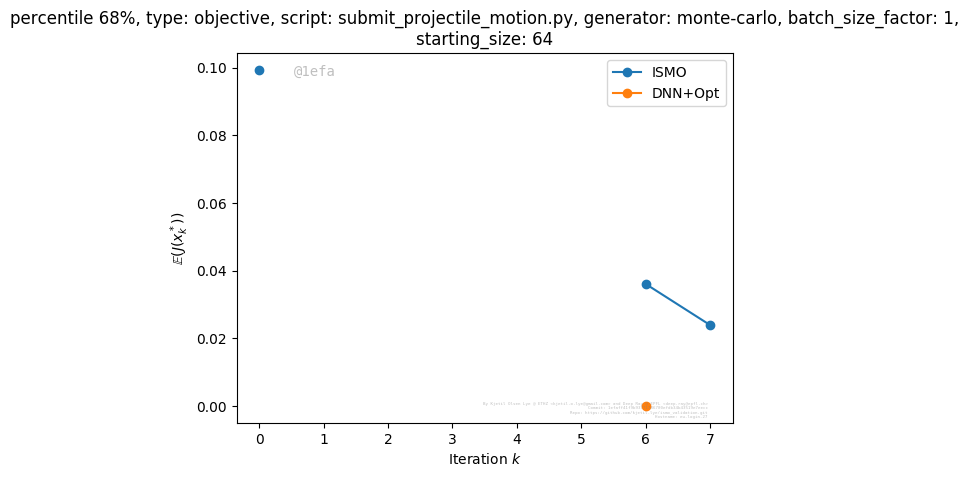 percentile 68%, type: objective, script: submit_projectile_motion.py, generator: monte-carlo, batch_size_factor: 1,
starting_size: 64
@1efa
ISMO
DNN+Opt
0.10
0.08
0.06
0.04
0.02
0.00
𝔼(J(x_k^*))
0 1 2 3 4 5 6 7
Iteration k